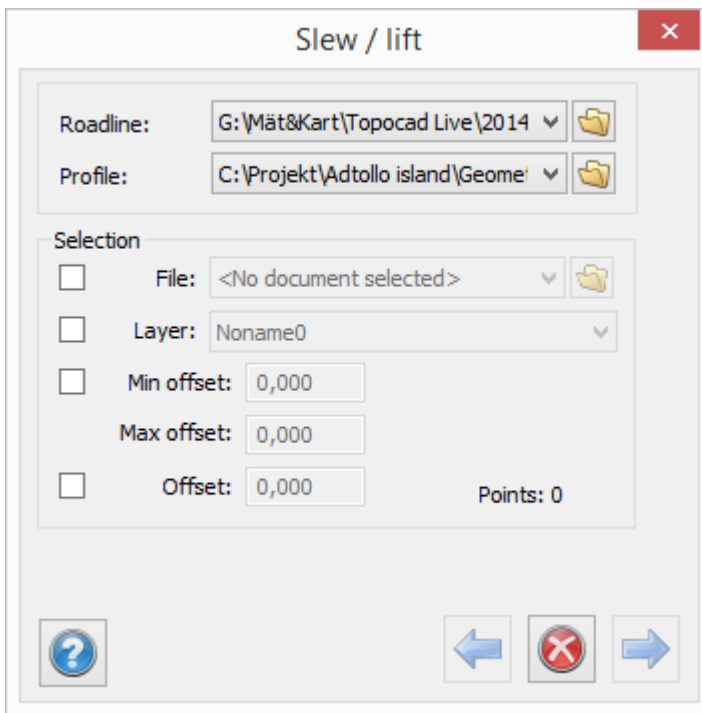 Slew / lift
Roadline: G:\Mät&Kart\Topocad Live\2014
Profile: C:\Projekt\Adtollo island\Geome
Selection
File: <No document selected>
Layer: Noname0
Min offset: 0,000
Max offset: 0,000
Offset: 0,000 Points: 0